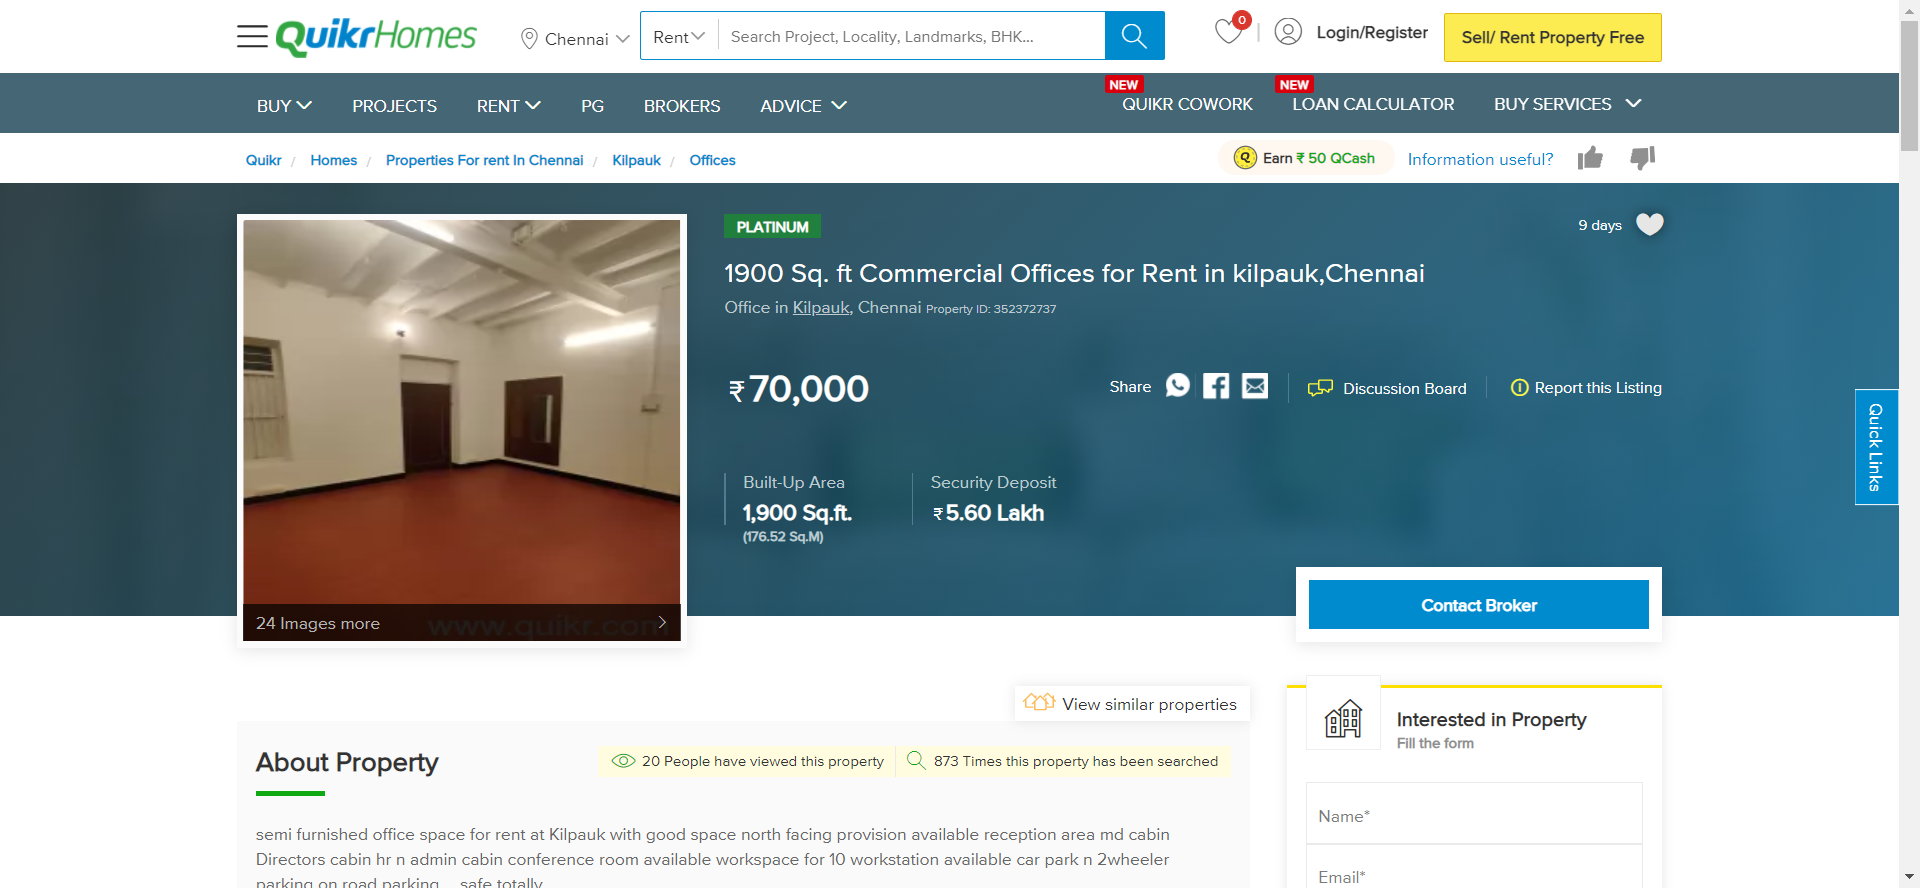 QuikrHomes
Chennai
Rent
Search Project, Locality, Landmarks, BHK...
0
Login/Register
Sell/ Rent Property Free
BUY
PROJECTS
RENT
PG
BROKERS
ADVICE
NEW
QUIKR COWORK
NEW
LOAN CALCULATOR
BUY SERVICES
Quikr / Homes / Properties For rent In Chennai / Kilpauk / Offices
Earn ₹ 50 QCash
Information useful?
PLATINUM
9 days
1900 Sq. ft Commercial Offices for Rent in kilpauk,Chennai
Office in Kilpauk, Chennai Property ID: 352372737
₹ 70,000
Share
Discussion Board
Report this Listing
Quick Links
Built-Up Area
1,900 Sq.ft.
(176.52 Sq.M)
Security Deposit
₹ 5.60 Lakh
24 Images more
www.quikr.com
Contact Broker
View similar properties
Interested in Property
Fill the form
About Property
20 People have viewed this property
873 Times this property has been searched
Name*
semi furnished office space for rent at Kilpauk with good space north facing provision available reception area md cabin
Directors cabin hr n admin cabin conference room available workspace for 10 workstation available car park n 2wheeler
parking on road parking.... safe totally
Email*